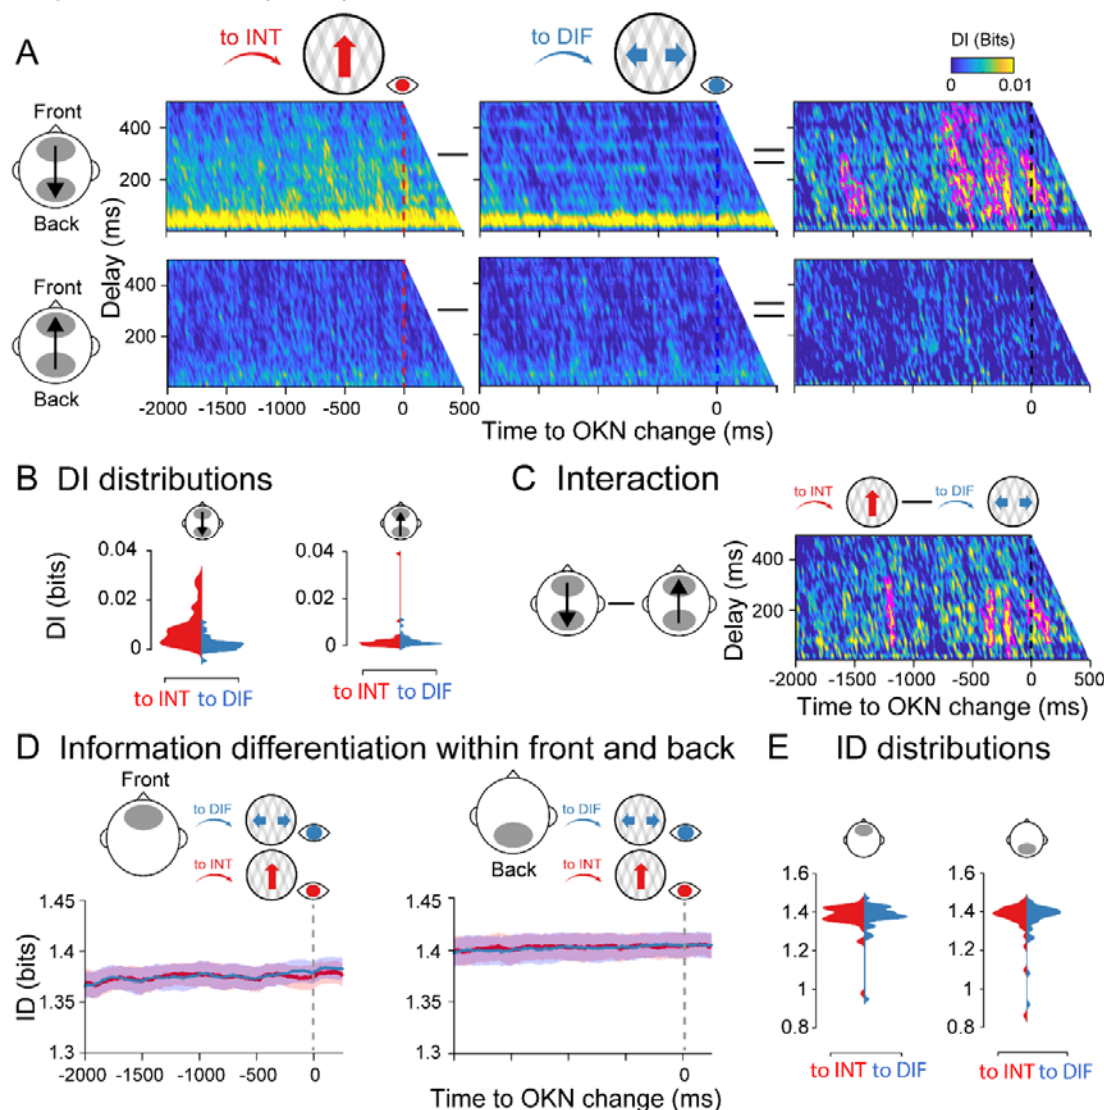 A
to INT
to DIF
DI (Bits)
0
0.01
Front
Back
Front
Back
Delay (ms)
400
200
400
200
-2000 -1500 -1000 -500 0 500
0
0
Time to OKN change (ms)
B DI distributions
DI (bits)
0.04
0.02
0
to INT to DIF
0.04
0.02
0
to INT to DIF
C Interaction
to INT
to DIF
Delay (ms)
400
200
-2000 -1500 -1000 -500 0 500
Time to OKN change (ms)
D Information differentiation within front and back
Front
to DIF
to INT
Back
to DIF
to INT
ID (bits)
1.45
1.4
1.35
1.3
-2000 -1500 -1000 -500 0
1.45
1.4
1.35
1.3
0
Time to OKN change (ms)
E ID distributions
1.6
1.4
1.2
1
0.8
to INT to DIF
1.6
1.4
1.2
1
0.8
to INT to DIF